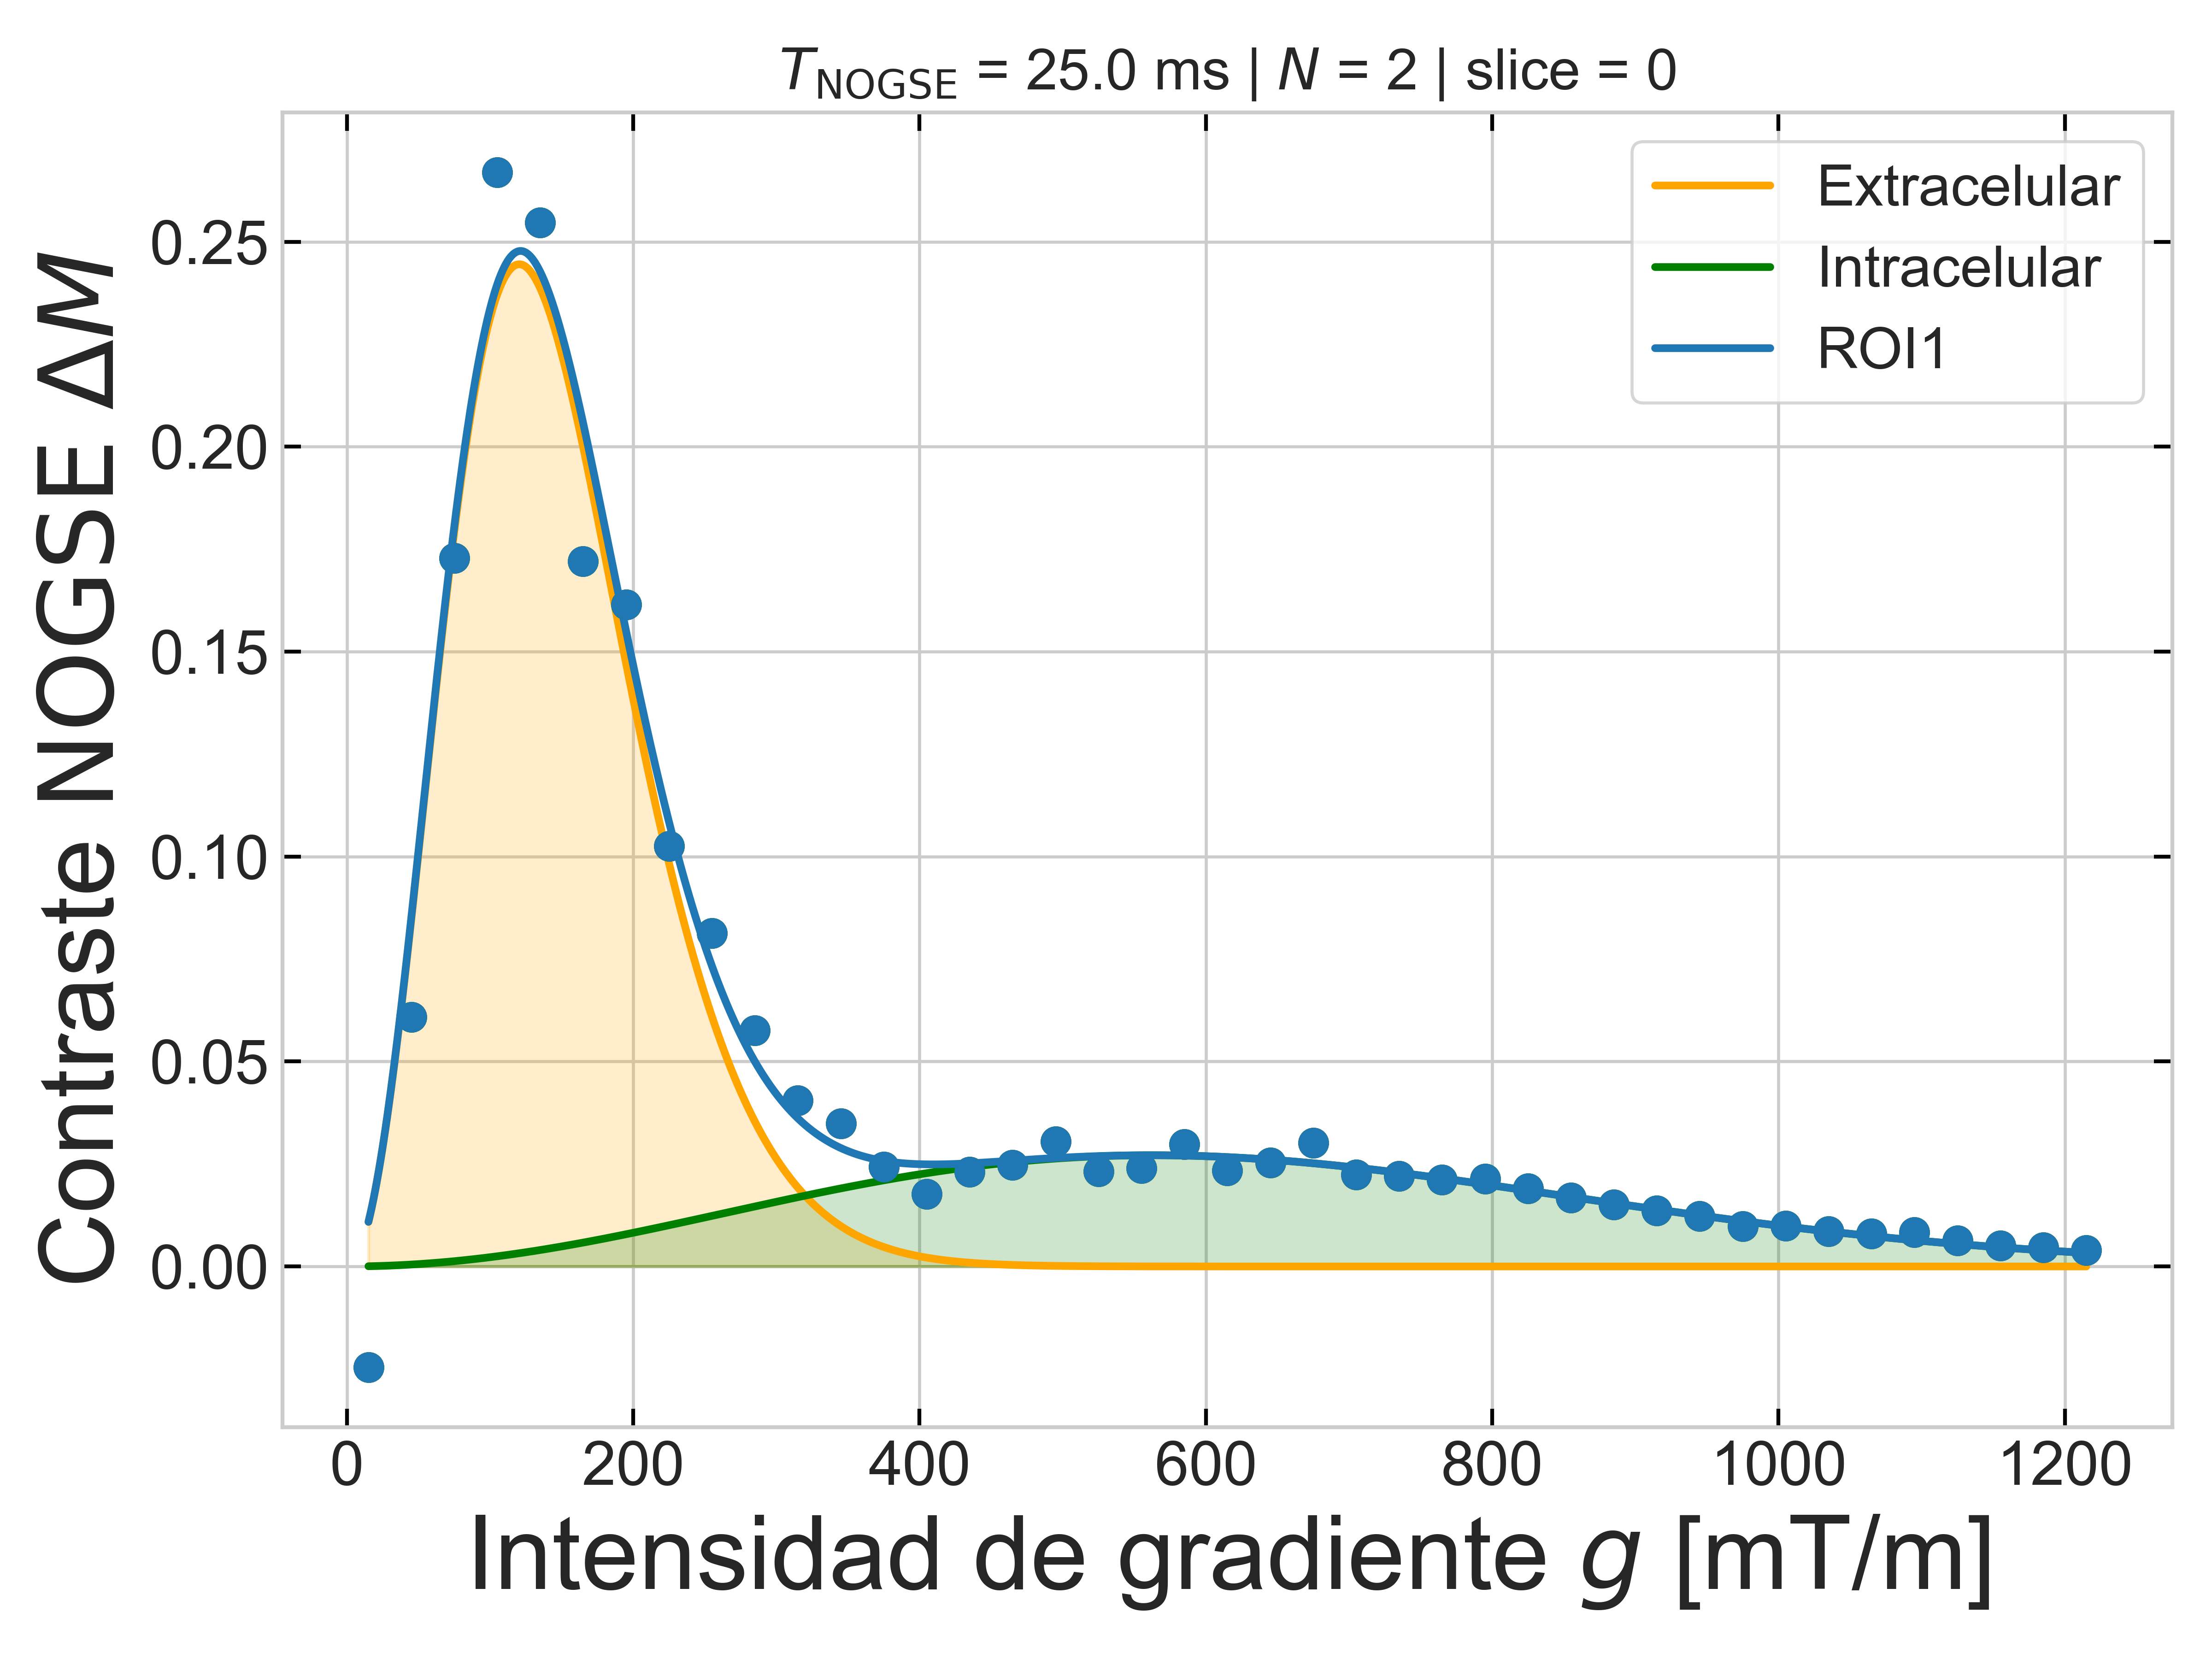 T_NOGSE = 25.0 ms | N = 2 | slice = 0
Extracelular
Intracelular
ROI1
Contraste NOGSE ΔM
0.25
0.20
0.15
0.10
0.05
0.00
0 200 400 600 800 1000 1200
Intensidad de gradiente g [mT/m]